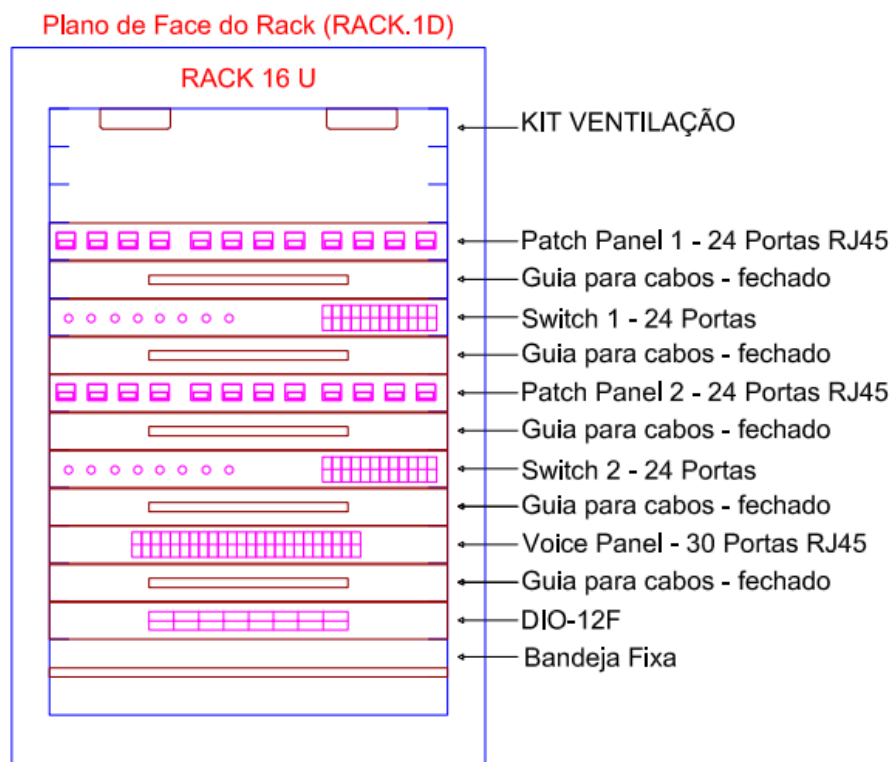 Plano de Face do Rack (RACK.1D)
RACK 16 U
KIT VENTILAÇÃO
Patch Panel 1 - 24 Portas RJ45
Guia para cabos - fechado
Switch 1 - 24 Portas
Guia para cabos - fechado
Patch Panel 2 - 24 Portas RJ45
Guia para cabos - fechado
Switch 2 - 24 Portas
Guia para cabos - fechado
Voice Panel - 30 Portas RJ45
Guia para cabos - fechado
DIO-12F
Bandeja Fixa